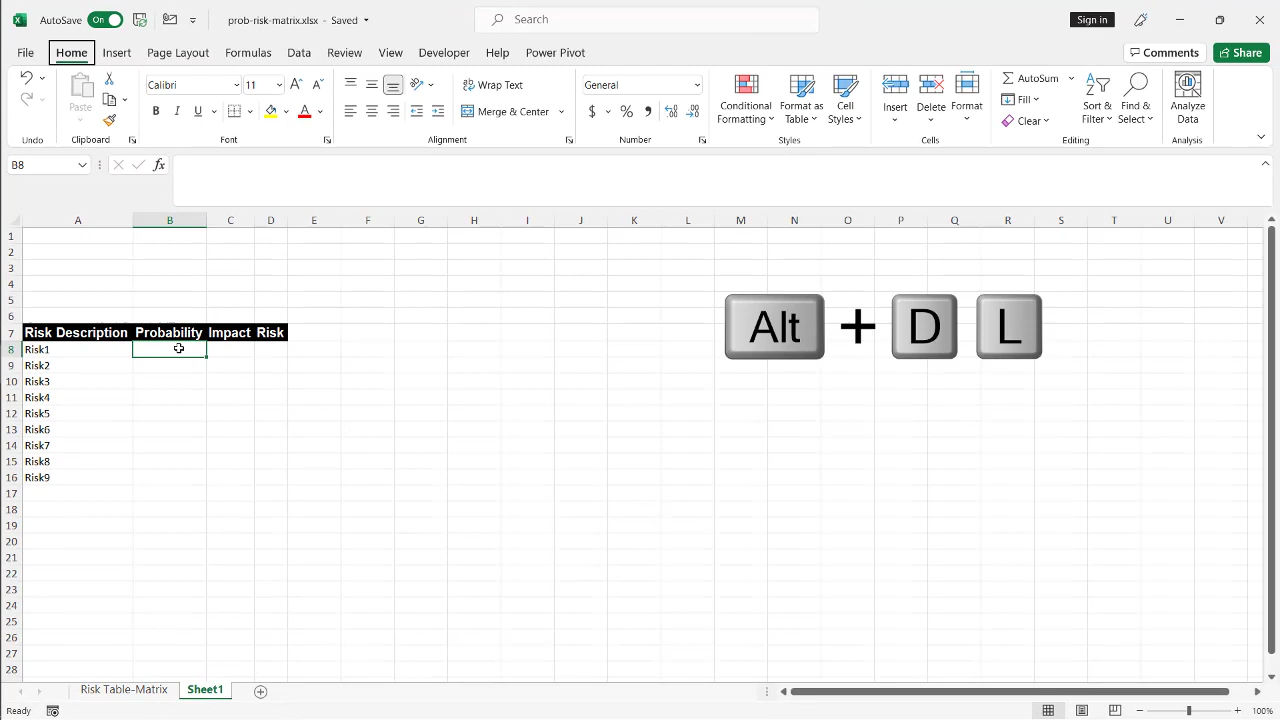 AutoSave On prob-risk-matrix.xlsx - Saved Search Sign in
File Home Insert Page Layout Formulas Data Review View Developer Help Power Pivot Comments Share
Paste Calibri 11 B I U Wrap Text Merge & Center General $ % Conditional Formatting Format as Table Cell Styles Insert Delete Format AutoSum Fill Clear Sort & Filter Find & Select Analyze Data
Undo Clipboard Font Alignment Number Styles Cells Editing Analysis
B8 fx
A B C D E F G H I J K L M N O P Q R S T U V
1
2
3
4
5
6
7 Risk Description Probability Impact Risk
8 Risk1
9 Risk2
10 Risk3
11 Risk4
12 Risk5
13 Risk6
14 Risk7
15 Risk8
16 Risk9
17
18
19
20
21
22
23
24
25
26
27
28
Alt + D L
Risk Table-Matrix Sheet1
Ready 100%